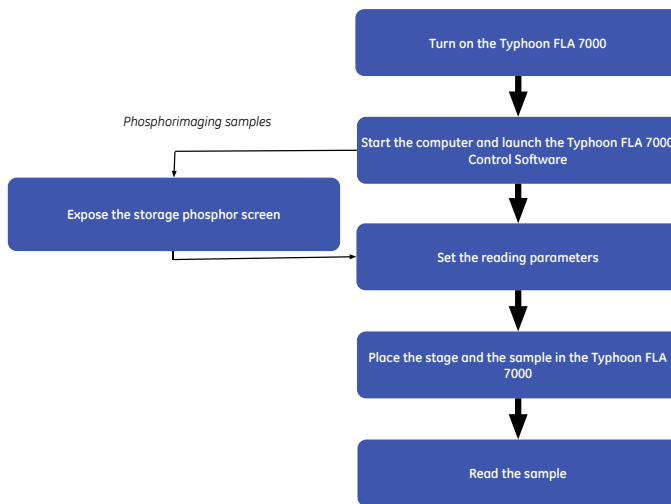 Turn on the Typhoon FLA 7000
Phosphorimaging samples
Start the computer and launch the Typhoon FLA 7000
Control Software
Expose the storage phosphor screen
Set the reading parameters
Place the stage and the sample in the Typhoon FLA
7000
Read the sample